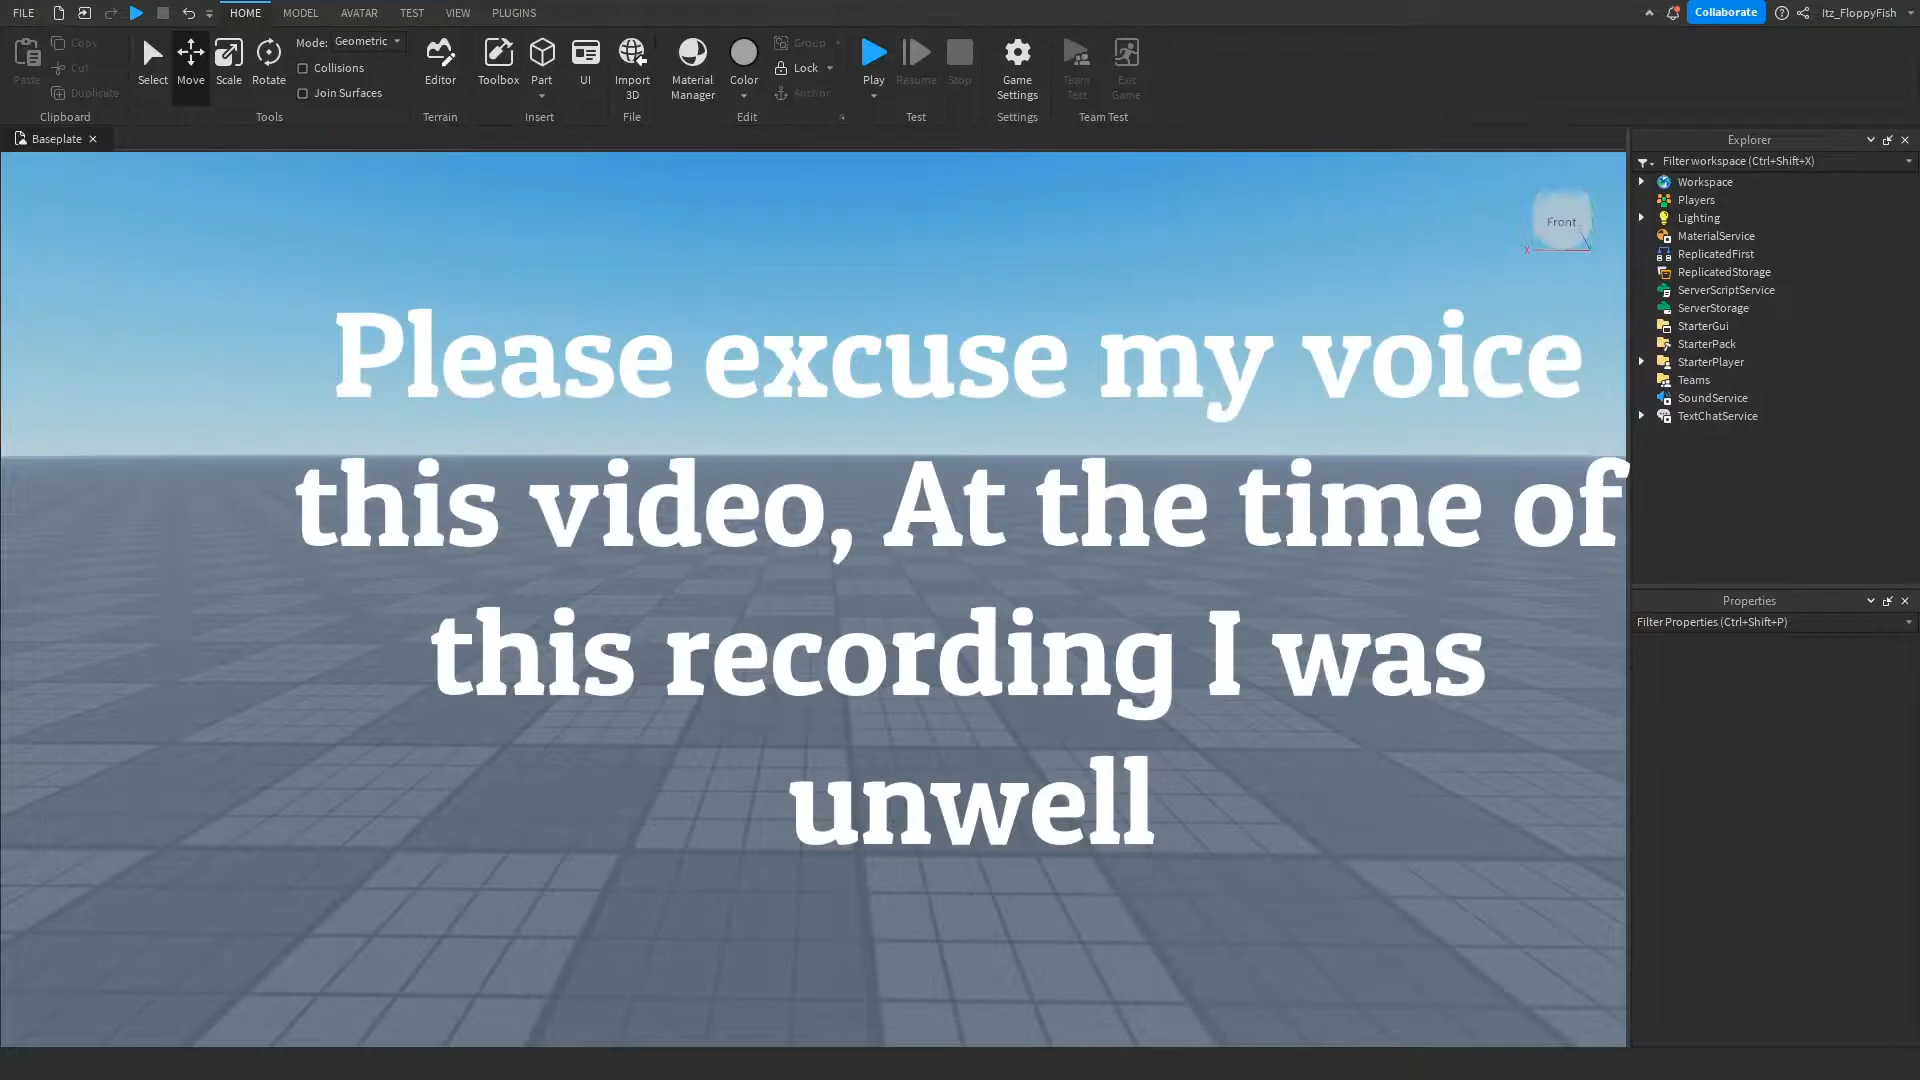 FILE HOME MODEL AVATAR TEST VIEW PLUGINS Collaborate Itz_FloppyFish
Paste Copy Cut Duplicate Clipboard
Select Move Scale Rotate Mode: Geometric Collisions Join Surfaces Tools
Editor Terrain
Toolbox Part UI Insert
Import 3D File
Material Manager Color Group Lock Anchor Edit
Play Resume Stop Test
Game Settings Settings
Team Test Exit Game Team Test
Baseplate
Front
X
Please excuse my voice
this video, At the time of
this recording I was
unwell
Explorer
Filter workspace (Ctrl+Shift+X)
Workspace
Players
Lighting
MaterialService
ReplicatedFirst
ReplicatedStorage
ServerScriptService
ServerStorage
StarterGui
StarterPack
StarterPlayer
Teams
SoundService
TextChatService
Properties
Filter Properties (Ctrl+Shift+P)